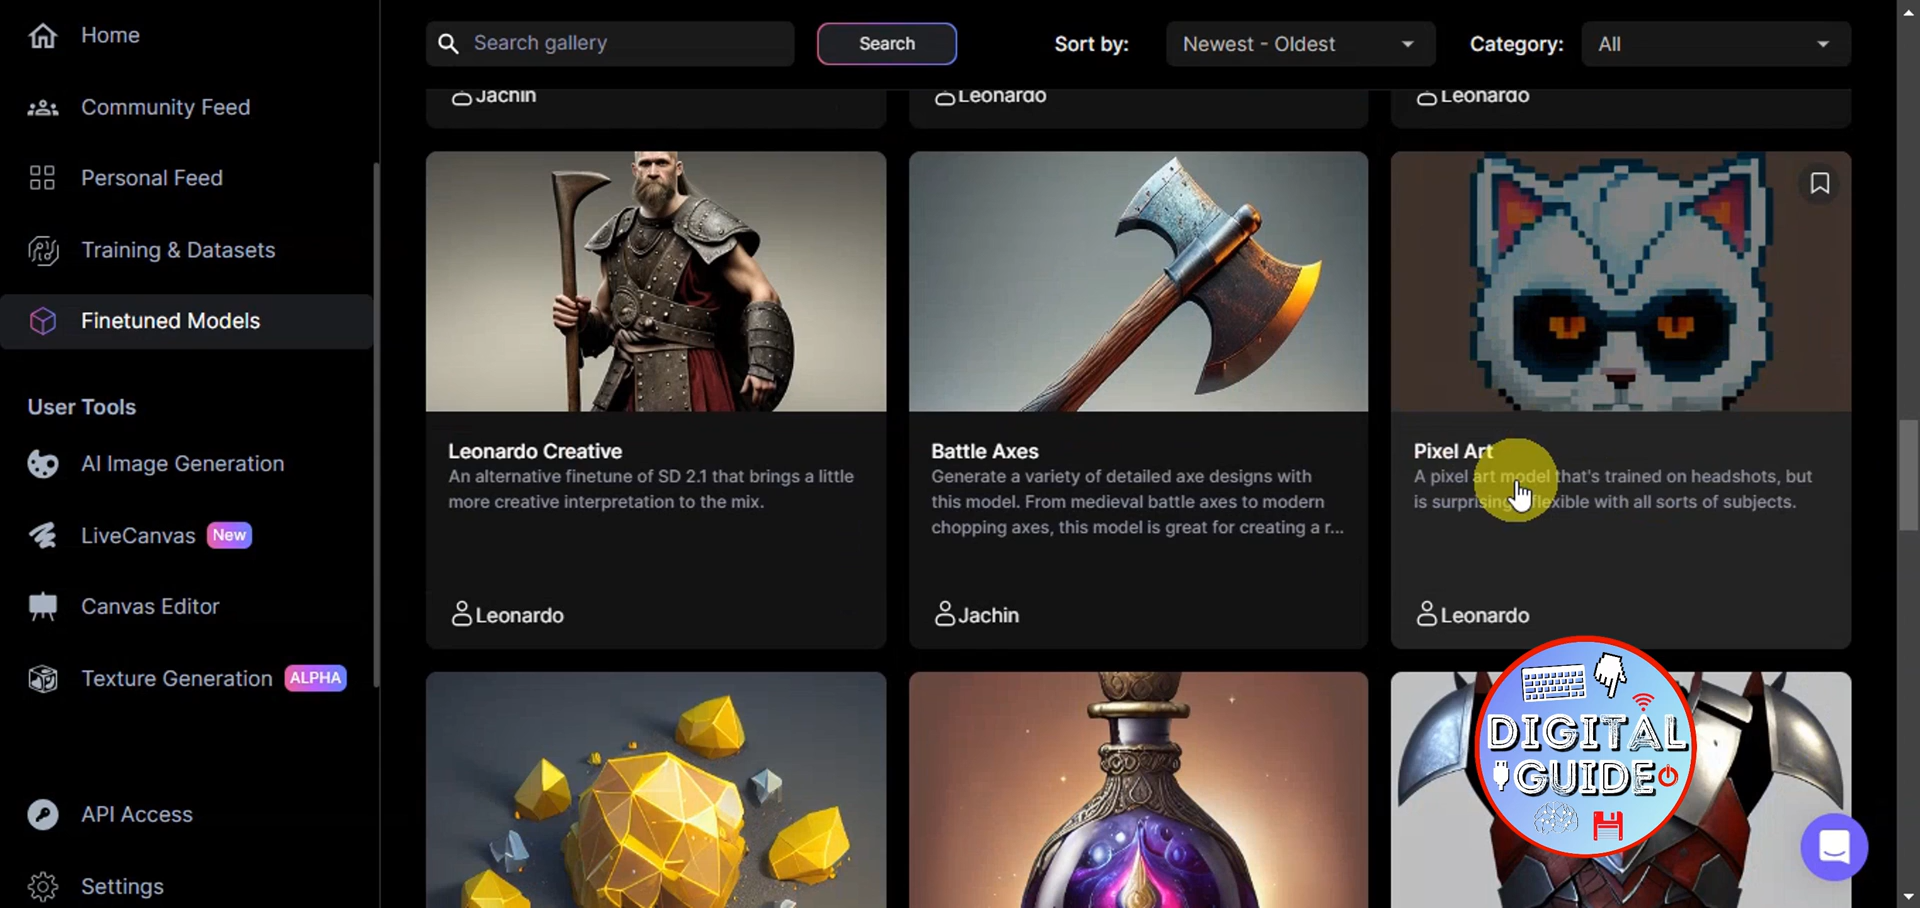 Home
Community Feed
Personal Feed
Training & Datasets
Finetuned Models
User Tools
AI Image Generation
LiveCanvas New
Canvas Editor
Texture Generation ALPHA
API Access
Settings
Search gallery
Search
Sort by:
Newest - Oldest
Category:
All
Jachin
Leonardo
Leonardo
Leonardo Creative
An alternative finetune of SD 2.1 that brings a little
more creative interpretation to the mix.
Leonardo
Battle Axes
Generate a variety of detailed axe designs with
this model. From medieval battle axes to modern
chopping axes, this model is great for creating a r...
Jachin
Pixel Art
A pixel art model that's trained on headshots, but
is surprisingly flexible with all sorts of subjects.
Leonardo
DIGITAL
GUIDE